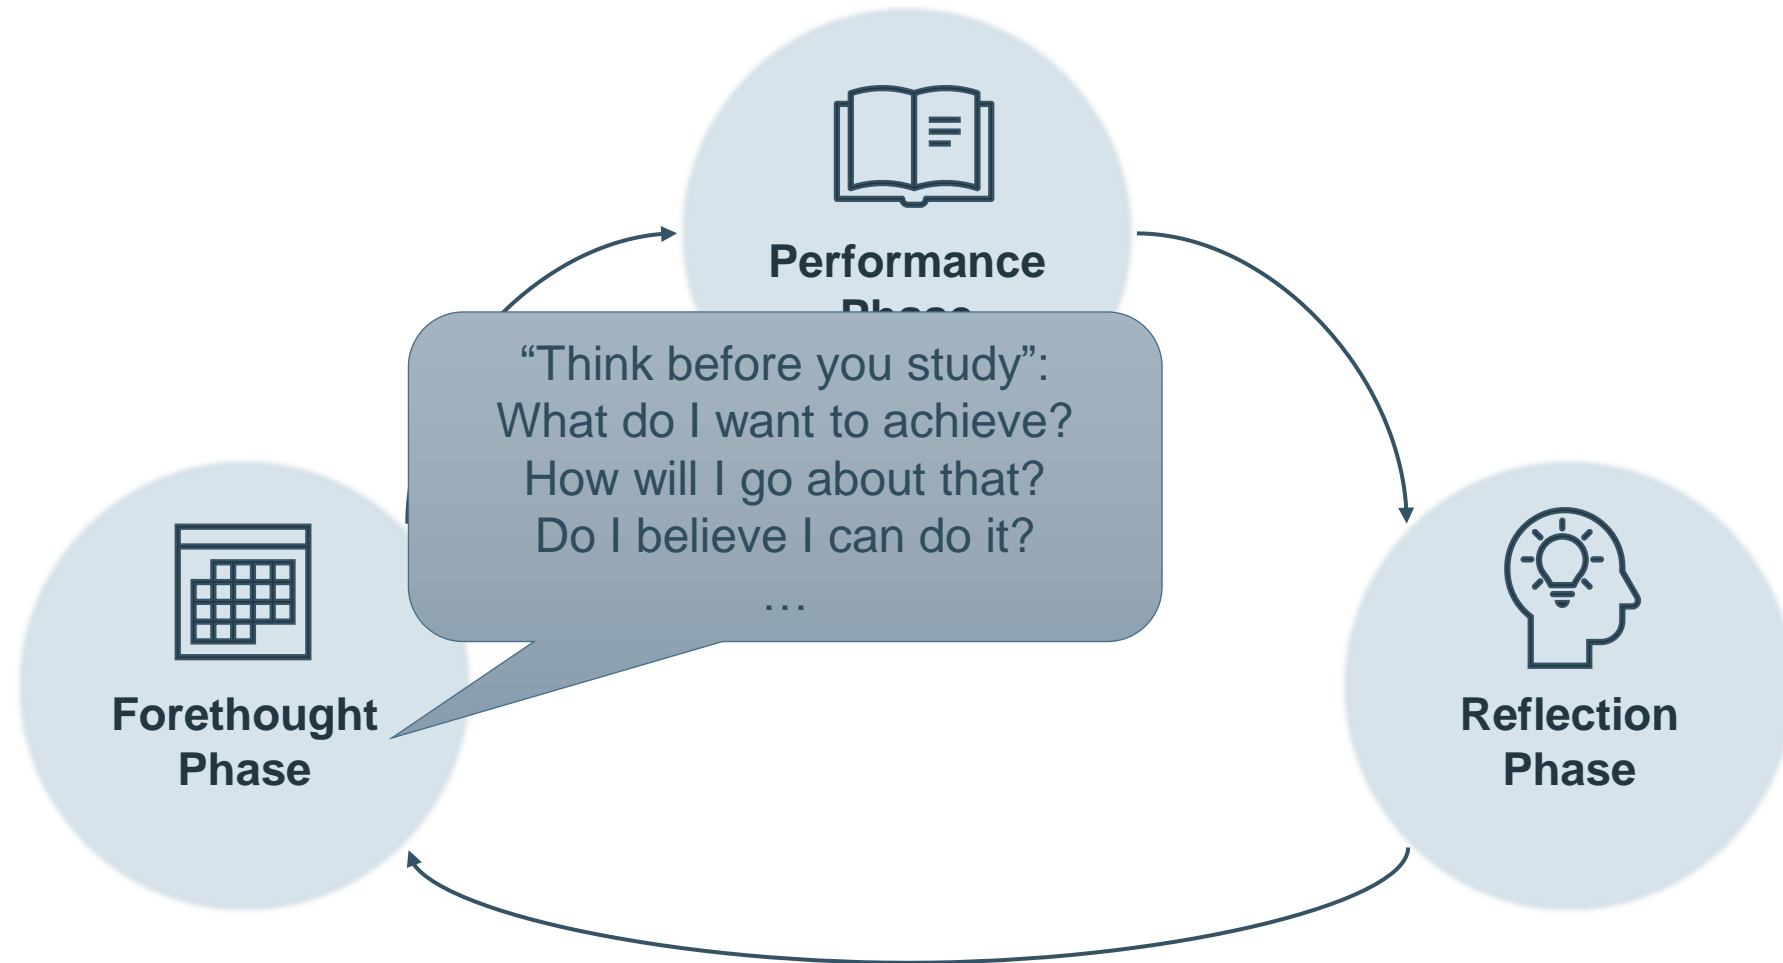 Performance
Phase
“Think before you study”:
What do I want to achieve?
How will I go about that?
Do I believe I can do it?
…
Forethought
Phase
Reflection
Phase